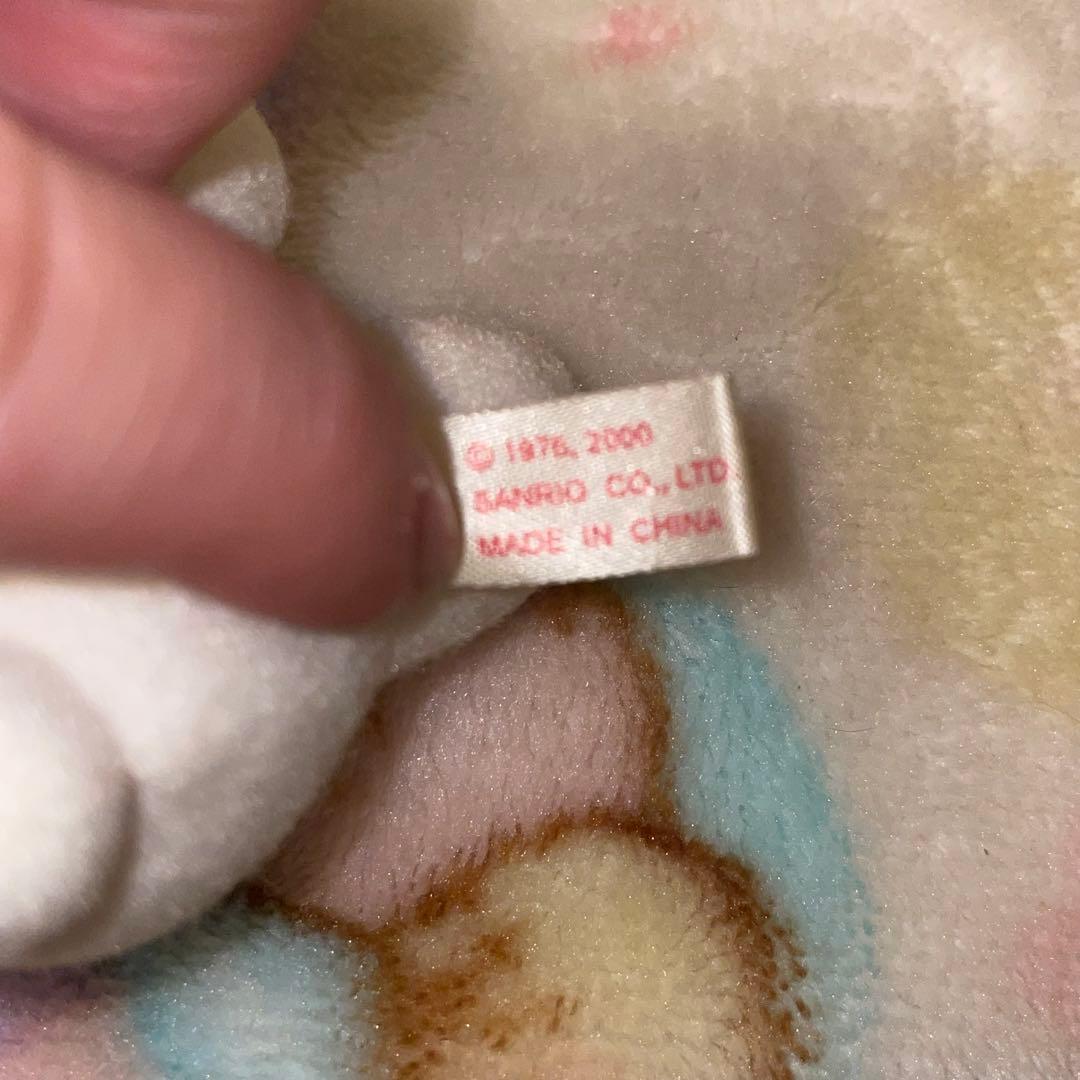 © 1976, 2000
SANRIO CO., LTD.
MADE IN CHINA